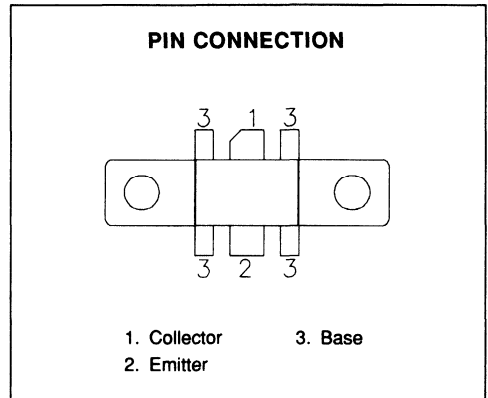 PIN CONNECTION
3 1 3
3 2 3
1. Collector 3. Base
2. Emitter